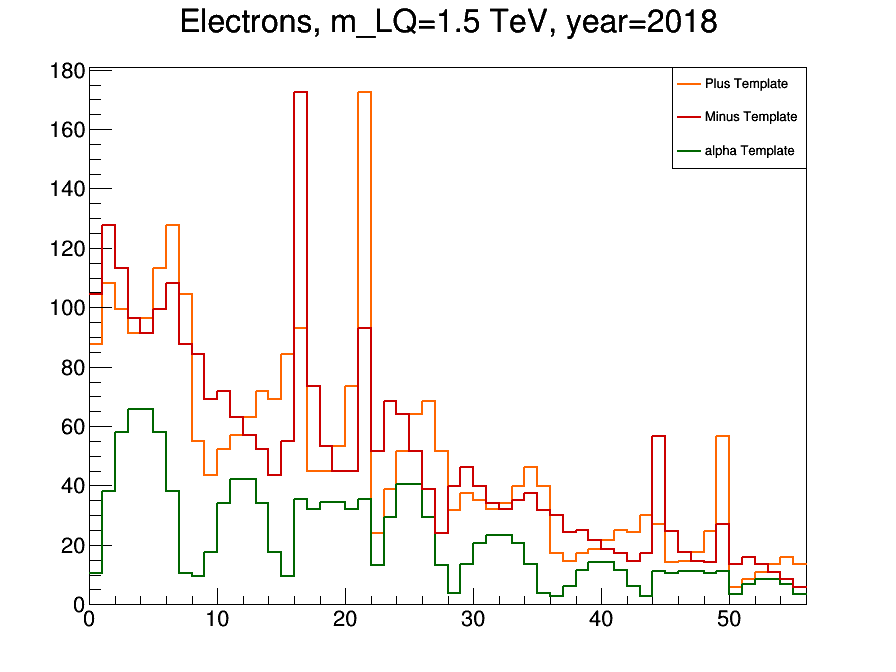 Electrons, m_LQ=1.5 TeV, year=2018
Plus Template
Minus Template
alpha Template
180
160
140
120
100
80
60
40
20
0
0 10 20 30 40 50